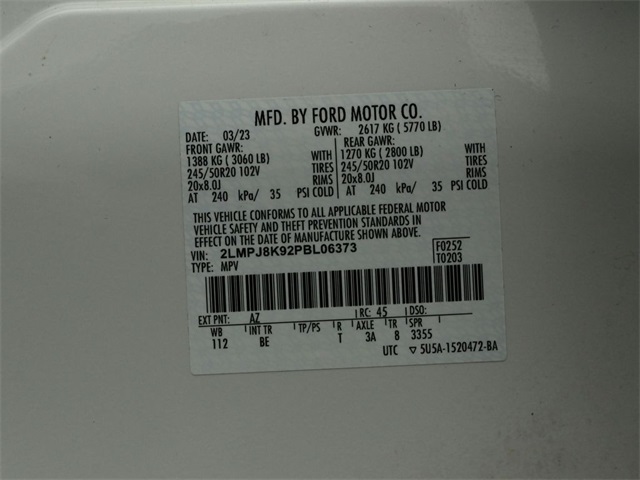 MFD. BY FORD MOTOR CO.
DATE: 03/23 GVWR: 2617 KG ( 5770 LB)
FRONT GAWR: REAR GAWR:
1388 KG ( 3060 LB) WITH 1270 KG ( 2800 LB) WITH
245/50R20 102V TIRES 245/50R20 102V TIRES
20x8.0J RIMS 20x8.0J RIMS
AT 240 kPa/ 35 PSI COLD AT 240 kPa/ 35 PSI COLD
THIS VEHICLE CONFORMS TO ALL APPLICABLE FEDERAL MOTOR
VEHICLE SAFETY AND THEFT PREVENTION STANDARDS IN
EFFECT ON THE DATE OF MANUFACTURE SHOWN ABOVE.
VIN: 2LMPJ8K92PBL06373 F0252
TYPE: MPV T0203
EXT PNT: AZ RC: 45 DSO:
WB INT TR TP/PS R AXLE TR SPR
112 BE T 3A 8 3355
UTC ▽ 5U5A-1520472-BA